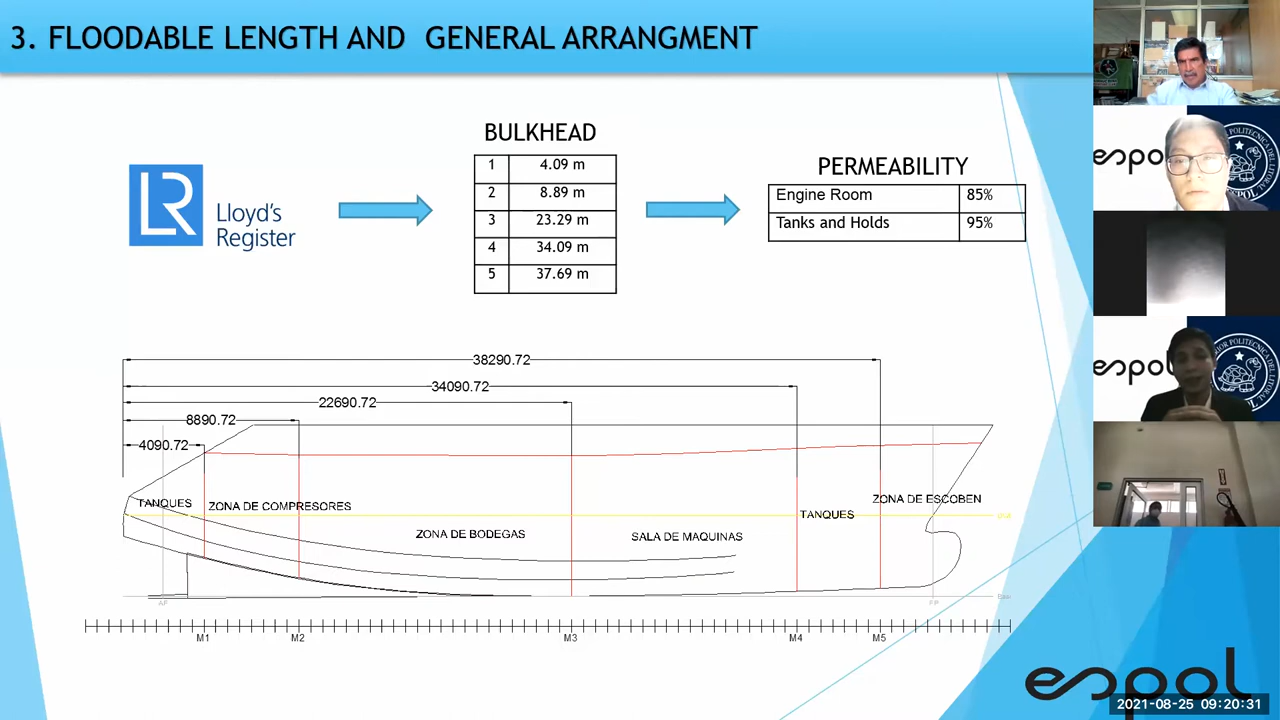 3. FLOODABLE LENGTH AND GENERAL ARRANGMENT
LR
Lloyd's
Register
BULKHEAD
1 4.09 m
2 8.89 m
3 23.29 m
4 34.09 m
5 37.69 m
PERMEABILITY
Engine Room 85%
Tanks and Holds 95%
38290.72
34090.72
22690.72
8890.72
4090.72
TANQUES
ZONA DE COMPRESORES
ZONA DE BODEGAS
SALA DE MAQUINAS
TANQUES
ZONA DE ESCOBEN
M1 M2 M3 M4 M5
espol
espol
espol
2021-08-25 09:20:31